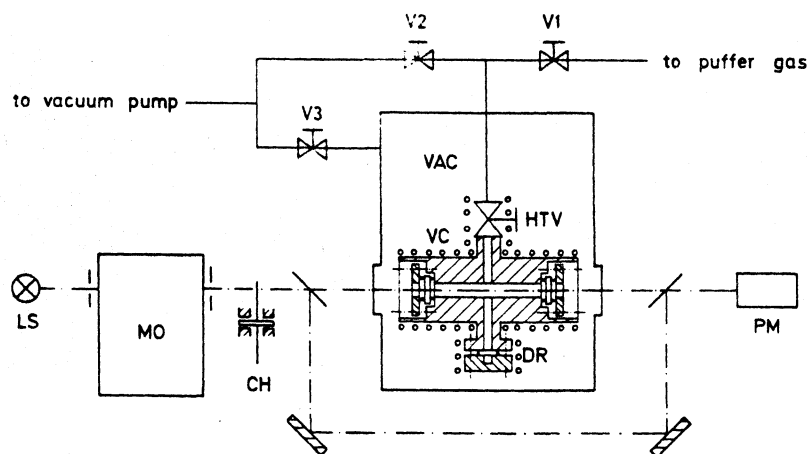 V2
V1
to puffer gas
to vacuum pump
V3
VAC
HTV
VC
LS
MO
CH
DR
PM